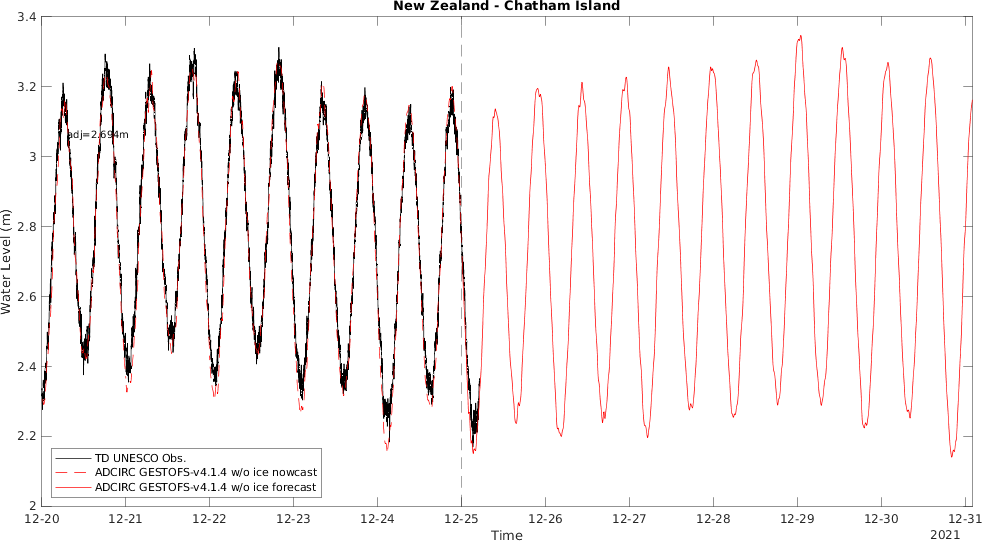 New Zealand - Chatham Island
3.4
3.2
3
2.8
2.6
2.4
2.2
2
Water Level (m)
adj=2.694m
TD UNESCO Obs.
ADCIRC GESTOFS-v4.1.4 w/o ice nowcast
ADCIRC GESTOFS-v4.1.4 w/o ice forecast
12-20 12-21 12-22 12-23 12-24 12-25 12-26 12-27 12-28 12-29 12-30 12-31
Time
2021